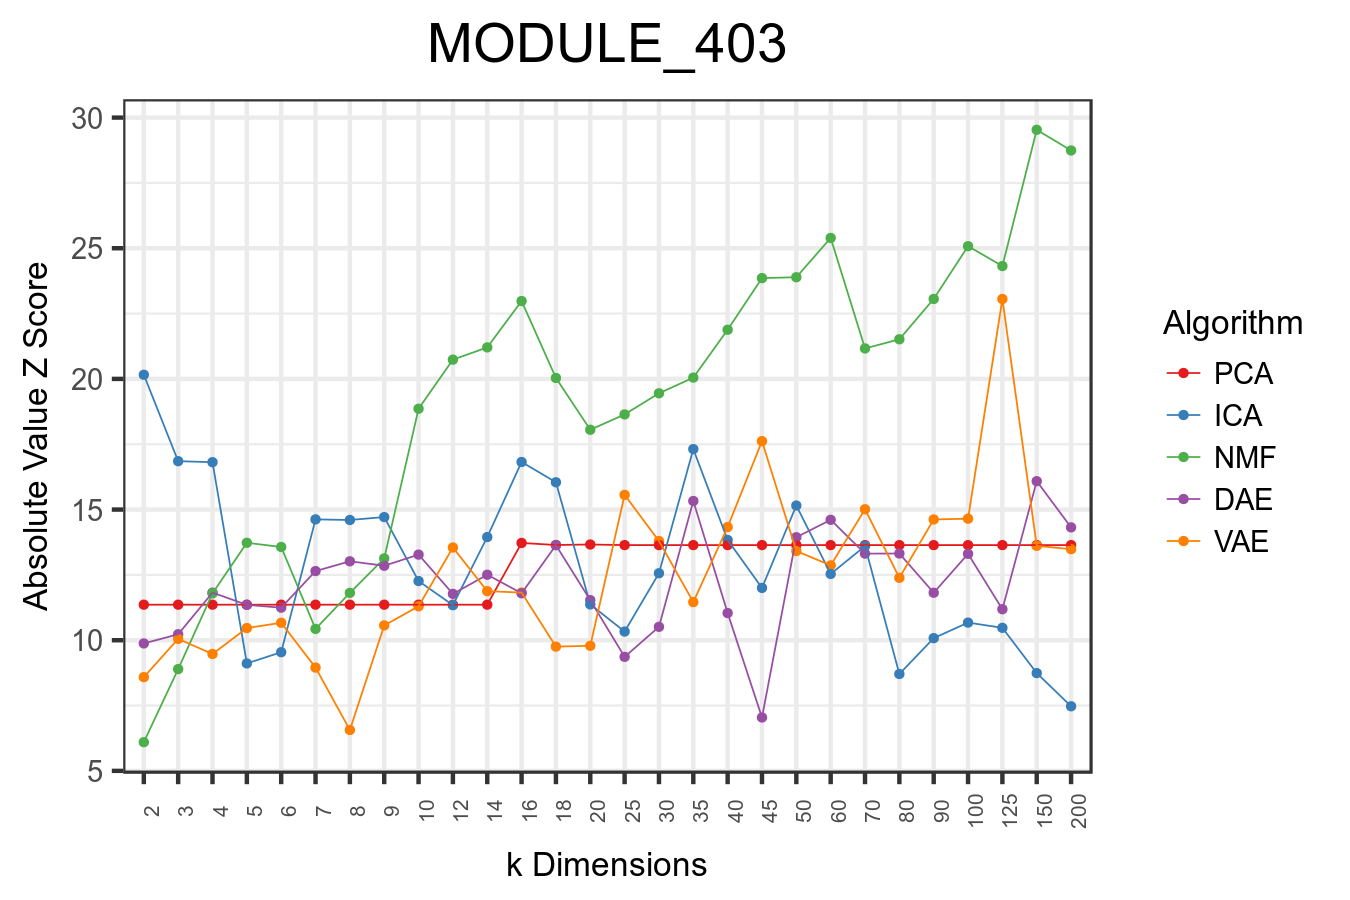 MODULE_403
30
25
20
15
10
5
Absolute Value Z Score
2 3 4 5 6 7 8 9 10 12 14 16 18 20 25 30 35 40 45 50 60 70 80 90 100 125 150 200
k Dimensions
Algorithm
PCA
ICA
NMF
DAE
VAE